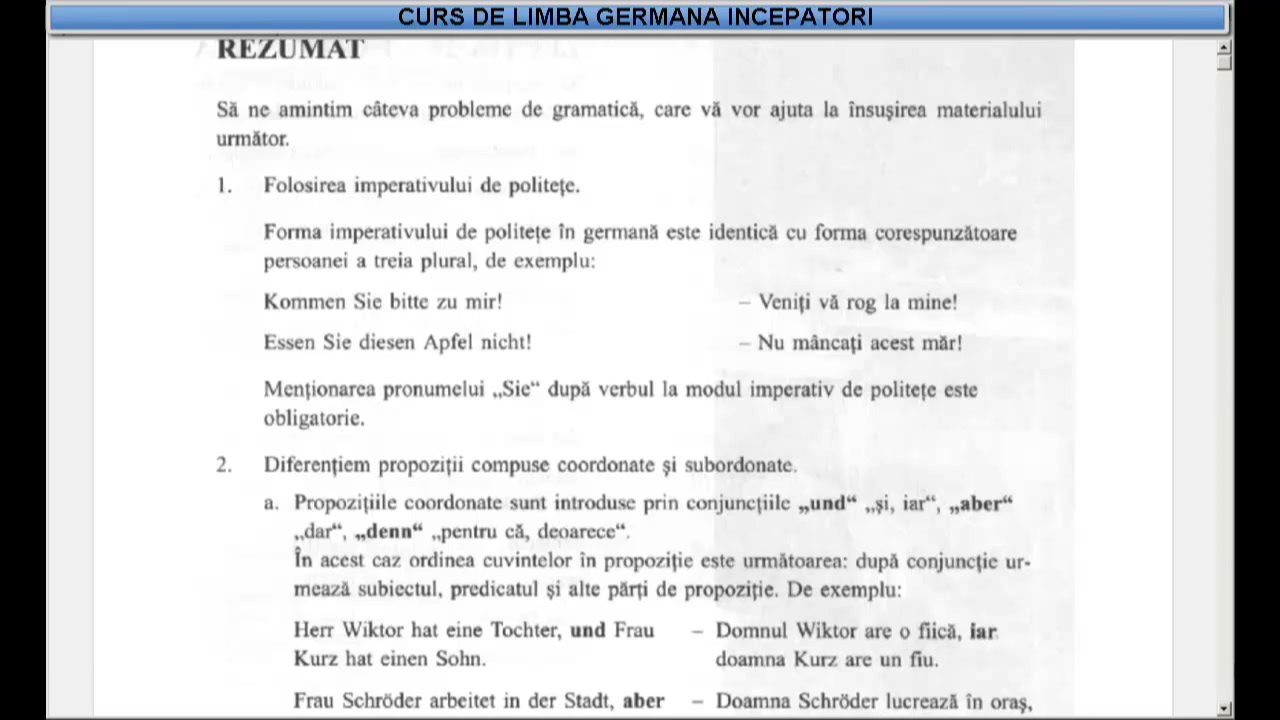 CURS DE LIMBA GERMANA INCEPATORI
REZUMAT
Să ne amintim câteva probleme de gramatică, care vă vor ajuta la însuşirea materialului
următor.
1. Folosirea imperativului de politeţe.
Forma imperativului de politeţe în germană este identică cu forma corespunzătoare
persoanei a treia plural, de exemplu:
Kommen Sie bitte zu mir! – Veniţi vă rog la mine!
Essen Sie diesen Apfel nicht! – Nu mâncaţi acest măr!
Menţionarea pronumelui „Sie“ după verbul la modul imperativ de politeţe este
obligatorie.
2. Diferenţiem propoziţii compuse coordonate şi subordonate.
a. Propoziţiile coordonate sunt introduse prin conjuncţiile „und“ „şi, iar“, „aber“
„dar“, „denn“ „pentru că, deoarece“.
În acest caz ordinea cuvintelor în propoziţie este următoarea: după conjuncţie ur-
mează subiectul, predicatul şi alte părţi de propoziţie. De exemplu:
Herr Wiktor hat eine Tochter, und Frau – Domnul Wiktor are o fiică, iar
Kurz hat einen Sohn. doamna Kurz are un fiu.
Frau Schröder arbeitet in der Stadt, aber – Doamna Schröder lucrează în oraş,